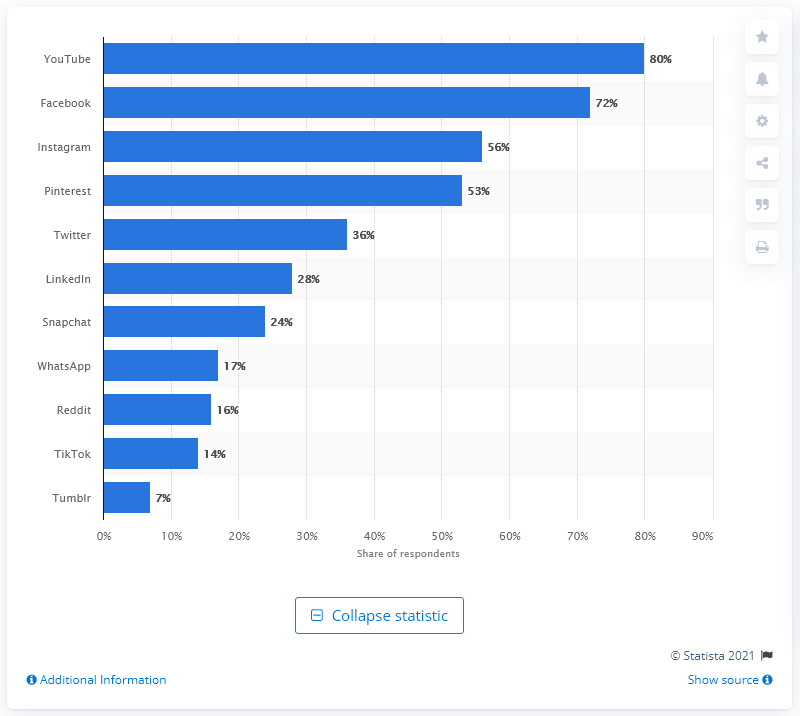 YouTube 80%
Facebook 72%
Instagram 56%
Pinterest 53%
Twitter 36%
LinkedIn 28%
Snapchat 24%
WhatsApp 17%
Reddit 16%
TikTok 14%
Tumblr 7%
0% 10% 20% 30% 40% 50% 60% 70% 80% 90%
Share of respondents
Collapse statistic
© Statista 2021
Additional Information Show source